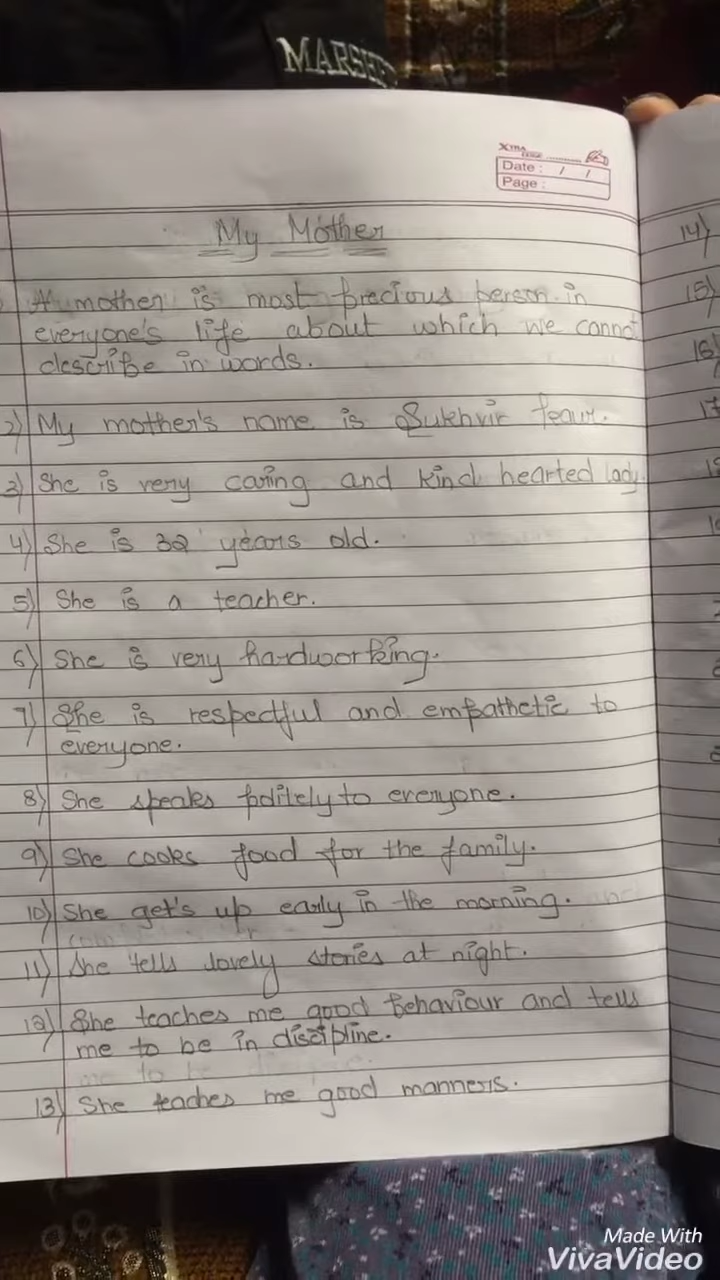 MARSH
Xtra
Date : / /
Page :
My Mother
A mother is most precious person in
everyone's life about which we cannot
describe in words.
2) My mother's name is Sukhvir
3) She is very caring and kind hearted lady
4) She is 32 years old.
5) She is a teacher.
6) She is very hardworking.
7) She is respectful and empathetic to
everyone.
8) She speaks politely to everyone.
9) She cooks food for the family.
10) She get's up early in the morning.
11) She tells lovely stories at night.
12) She teaches me good behaviour and tells
me to be in discipline.
13) She teaches me good manners.
14)
15)
16)
17
Made With
VivaVideo